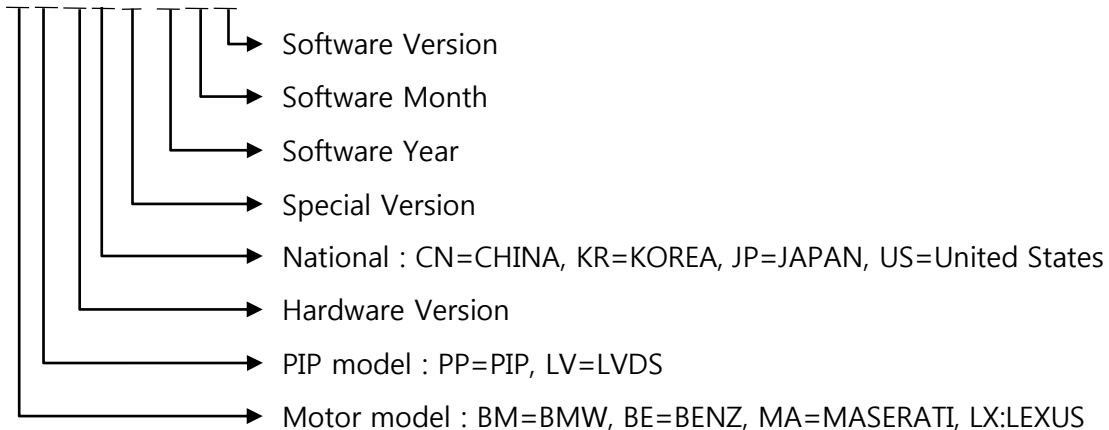 Software Version
Software Month
Software Year
Special Version
National : CN=CHINA, KR=KOREA, JP=JAPAN, US=United States
Hardware Version
PIP model : PP=PIP, LV=LVDS
Motor model : BM=BMW, BE=BENZ, MA=MASERATI, LX:LEXUS